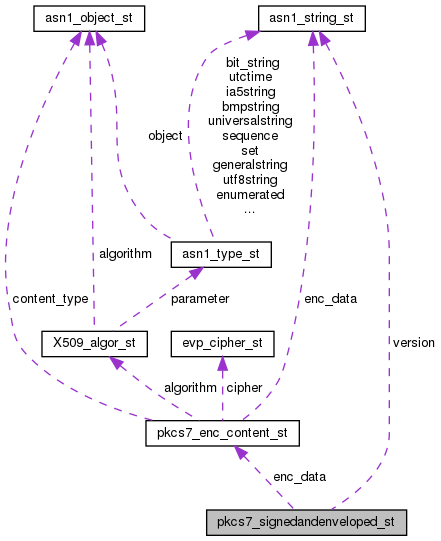 asn1_object_st
asn1_string_st
bit_string
utctime
ia5string
bmpstring
universalstring
sequence
set
generalstring
utf8string
enumerated
...
object
asn1_type_st
algorithm
content_type
parameter
enc_data
version
X509_algor_st
evp_cipher_st
algorithm
cipher
pkcs7_enc_content_st
enc_data
pkcs7_signedandenveloped_st